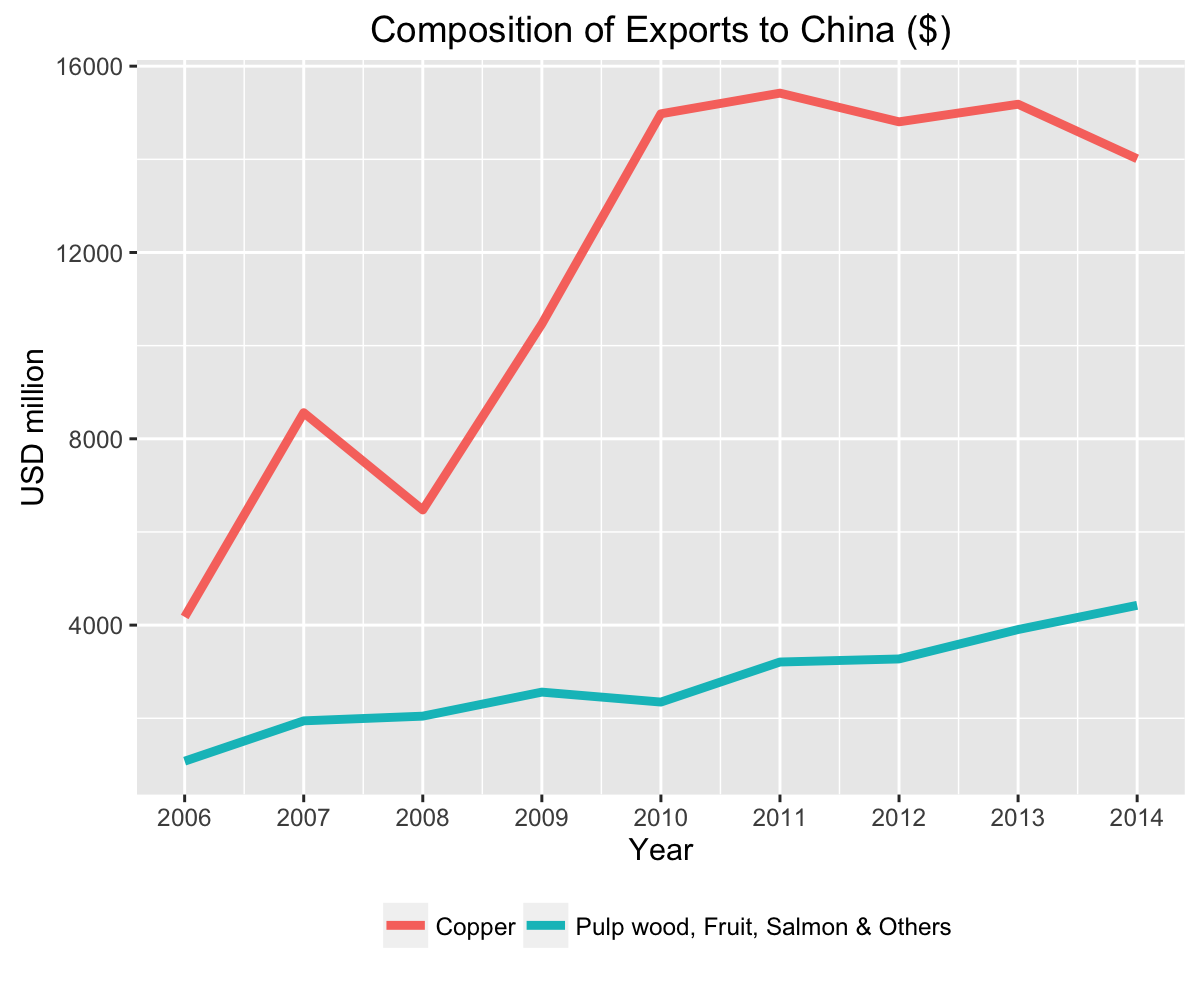 Composition of Exports to China ($)
16000
12000
8000
4000
USD million
2006 2007 2008 2009 2010 2011 2012 2013 2014
Year
Copper Pulp wood, Fruit, Salmon & Others